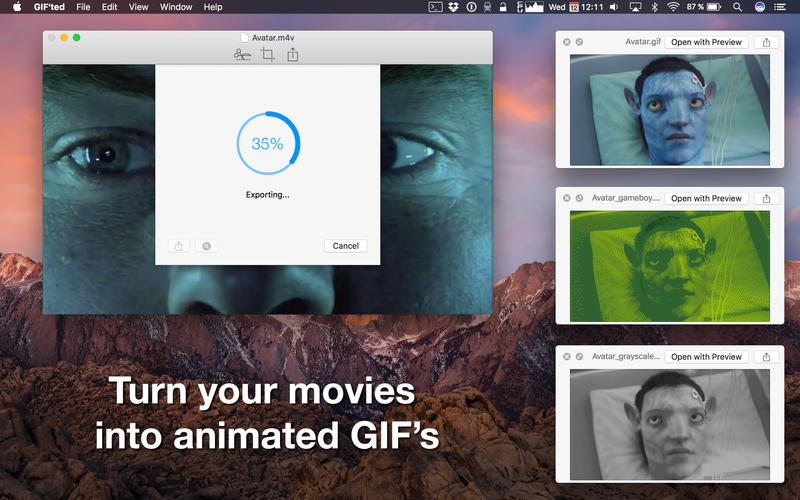 GIF'ted File Edit View Window Help Wed 12 12:11 87 %
Avatar.m4v
35%
Exporting...
Cancel
Avatar.gif Open with Preview
Avatar_gameboy.... Open with Preview
Avatar_grayscale... Open with Preview
Turn your movies
into animated GIF’s